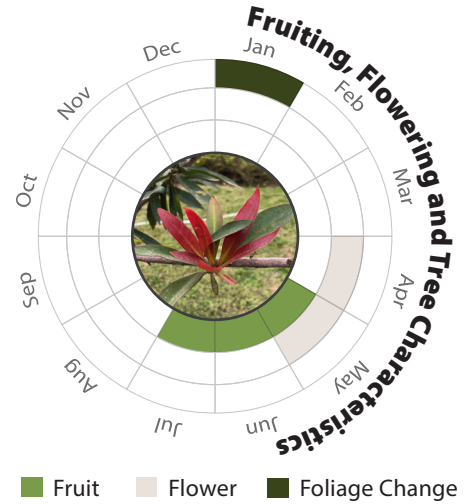 Fruiting, Flowering and Tree Characteristics
Jan
Feb
Mar
Apr
May
Jun
Jul
Aug
Sep
Oct
Nov
Dec
Fruit
Flower
Foliage Change